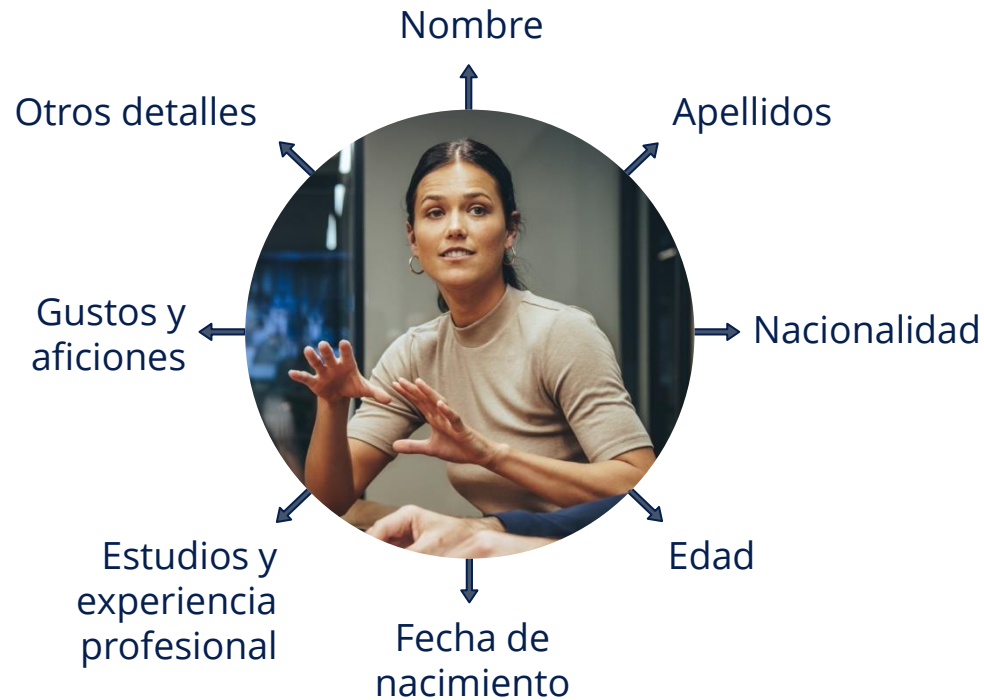 Nombre
Otros detalles
Apellidos
Gustos y
aficiones
Nacionalidad
Estudios y
experiencia
profesional
Edad
Fecha de
nacimiento